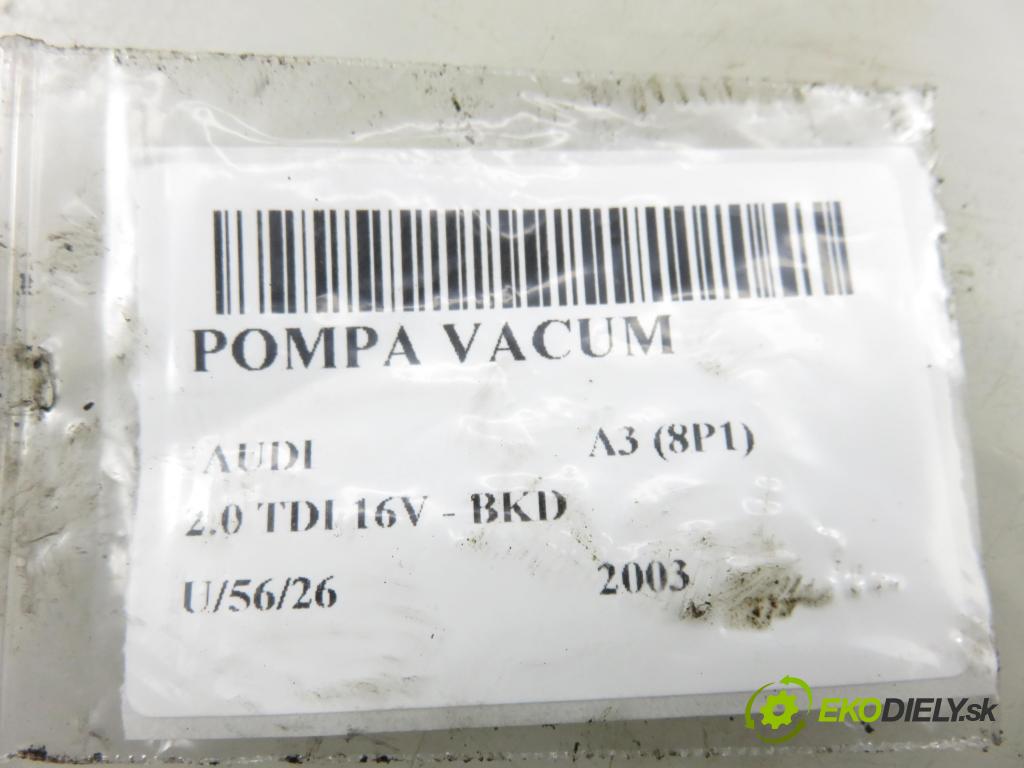 POMPA VACUM
AUDI A3 (8P1)
2.0 TDI 16V - BKD
U/56/26 2003
EKODIELY.sk